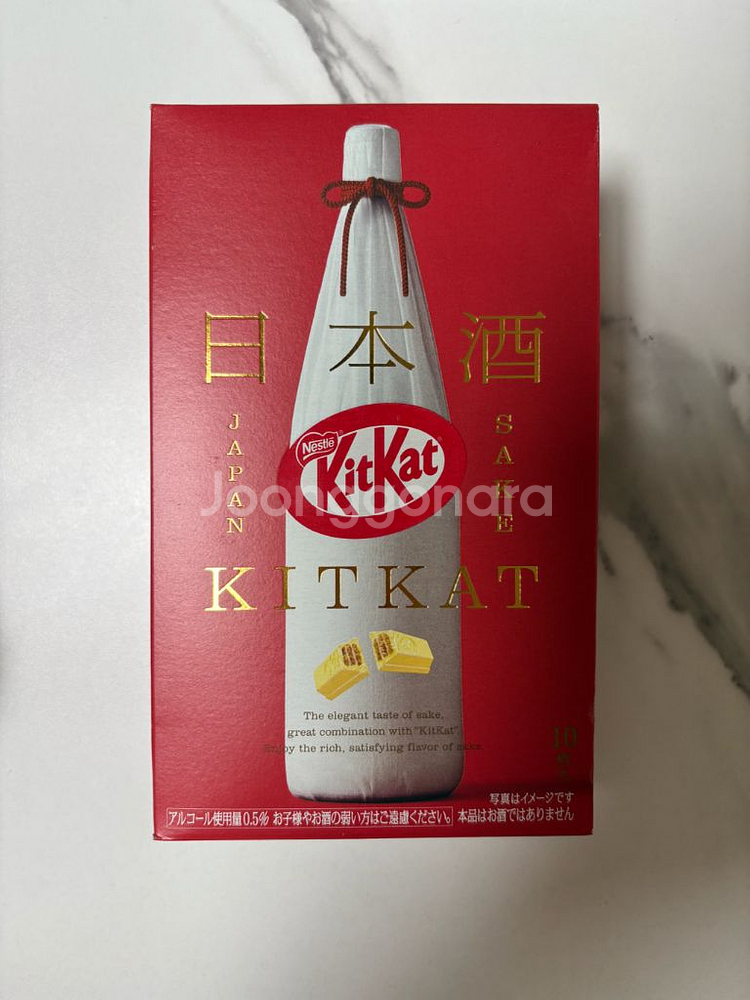 日本酒
JAPAN
SAKE
Nestlé
KitKat
Joonggonara
KITKAT
The elegant taste of sake,
great combination with "KitKat".
Enjoy the rich, satisfying flavor of sake
10
写真はイメージです
アルコール使用量0.5% お子様やお酒の弱い方はご遠慮ください。 本品はお酒ではありません